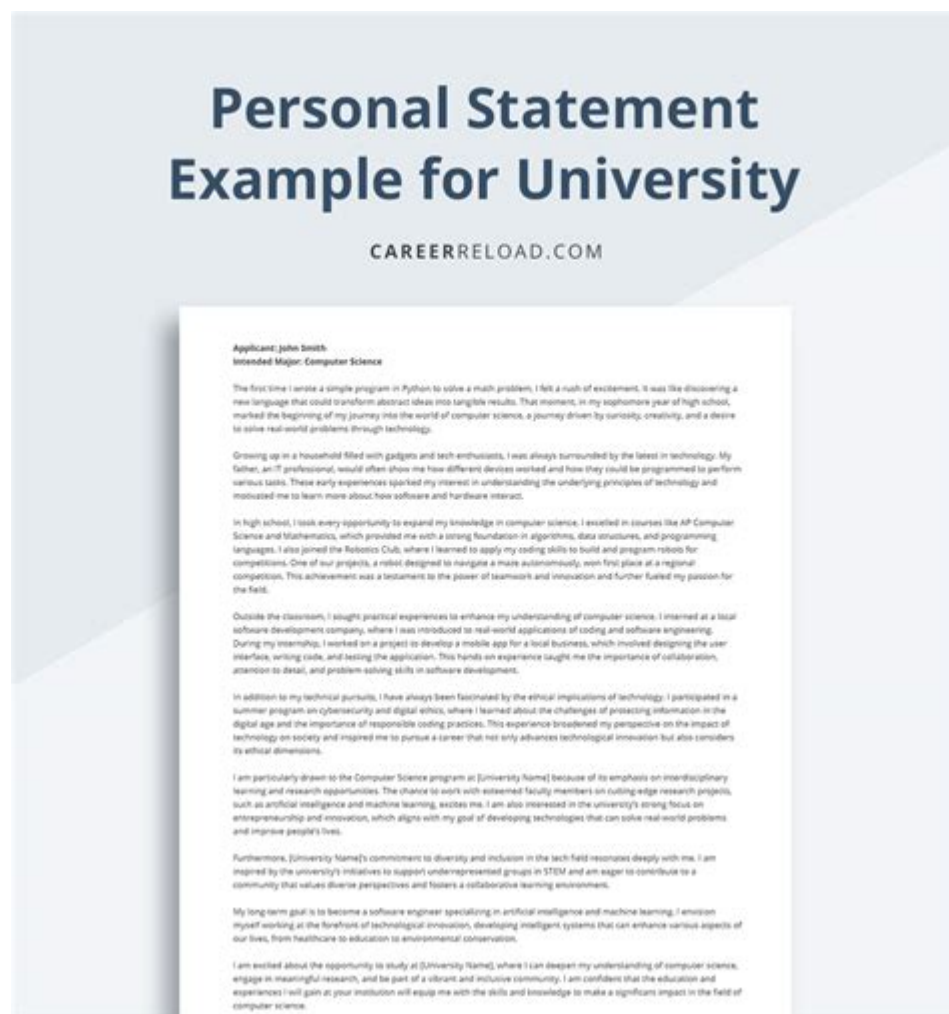 Personal Statement
Example for University
CAREERRELOAD.COM
Applicant: John Smith
Intended Major: Computer Science
The first time I wrote a simple program in Python to solve a math problem, I felt a rush of excitement. It was like discovering a
new language that could transform abstract ideas into tangible results. That moment, in my sophomore year of high school,
marked the beginning of my journey into the world of computer science, a journey driven by curiosity, creativity, and a desire
to solve real-world problems through technology.
Growing up in a household filled with gadgets and tech enthusiasts, I was always surrounded by the latest in technology. My
father, an IT professional, would often show me how different devices worked and how they could be programmed to perform
various tasks. These early experiences sparked my interest in understanding the underlying principles of technology and
motivated me to learn more about how software and hardware interact.
In high school, I took every opportunity to expand my knowledge in computer science. I excelled in courses like AP Computer
Science and Mathematics, which provided me with a strong foundation in algorithms, data structures, and programming
languages. I also joined the Robotics Club, where I learned to apply my coding skills to build and program robots for
competitions. One of our projects, a robot designed to navigate a maze autonomously, won first place at a regional
competition. This achievement was a testament to the power of teamwork and innovation and further fueled my passion for
the field.
Outside the classroom, I sought practical experiences to enhance my understanding of computer science. I interned at a local
software development company, where I was introduced to real-world applications of coding and software engineering.
During my internship, I worked on a project to develop a mobile app for a local business, which involved designing the user
interface, writing code, and testing the application. This hands-on experience taught me the importance of collaboration,
attention to detail, and problem-solving skills in software development.
In addition to my technical pursuits, I have always been fascinated by the ethical implications of technology. I participated in a
summer program on cybersecurity and digital ethics, where I learned about the challenges of protecting information in the
digital age and the importance of responsible coding practices. This experience broadened my perspective on the impact of
technology on society and inspired me to pursue a career that not only advances technological innovation but also considers
its ethical dimensions.
I am particularly drawn to the Computer Science program at [University Name] because of its emphasis on interdisciplinary
learning and research opportunities. The chance to work with esteemed faculty members on cutting-edge research projects,
such as artificial intelligence and machine learning, excites me. I am also interested in the university's strong focus on
entrepreneurship and innovation, which aligns with my goal of developing technologies that can solve real-world problems
and improve people's lives.
Furthermore, [University Name]'s commitment to diversity and inclusion in the tech field resonates deeply with me. I am
inspired by the university's initiatives to support underrepresented groups in STEM and am eager to contribute to a
community that values diverse perspectives and fosters a collaborative learning environment.
My long-term goal is to become a software engineer specializing in artificial intelligence and machine learning. I envision
myself working at the forefront of technological innovation, developing intelligent systems that can enhance various aspects of
our lives, from healthcare to education to environmental conservation.
I am excited about the opportunity to study at [University Name], where I can deepen my understanding of computer science,
engage in meaningful research, and be part of a vibrant and inclusive community. I am confident that the education and
experiences I will gain at your institution will equip me with the skills and knowledge to make a significant impact in the field of
computer science.